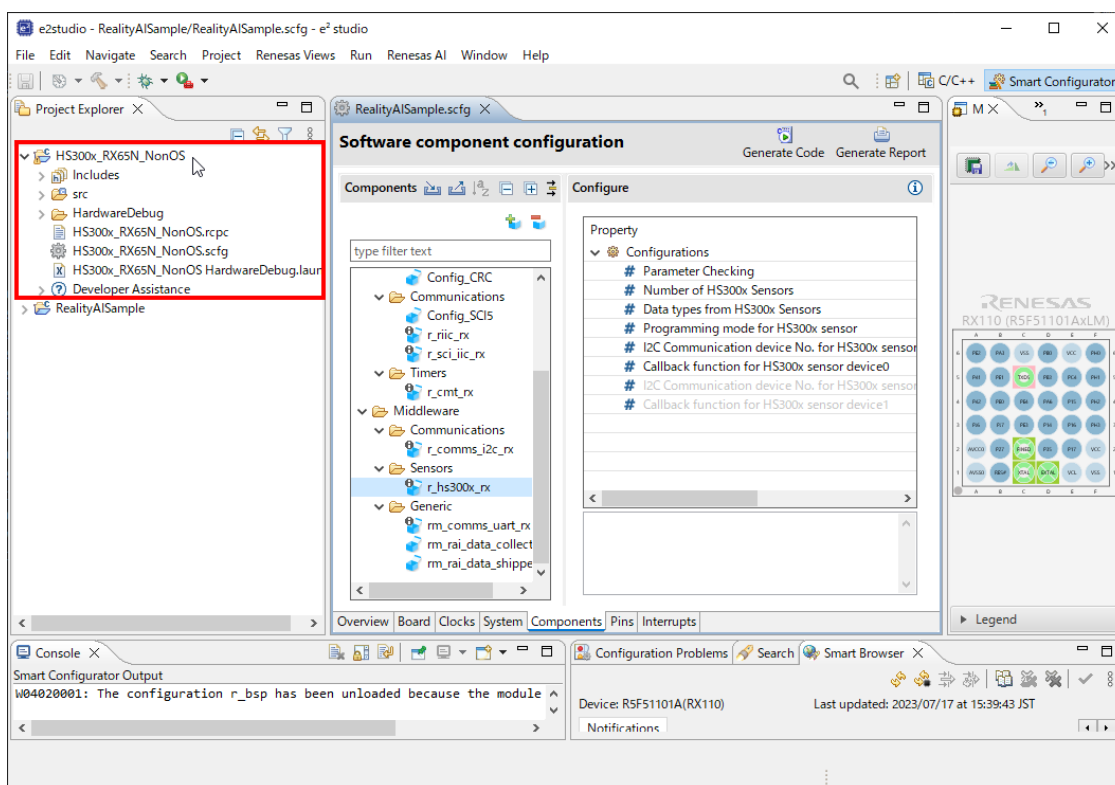 e2studio - RealityAISample/RealityAISample.scfg - e² studio
File Edit Navigate Search Project Renesas Views Run Renesas AI Window Help
C/C++ Smart Configurator
Project Explorer
HS300x_RX65N_NonOS
Includes
src
HardwareDebug
HS300x_RX65N_NonOS.rcpc
HS300x_RX65N_NonOS.scfg
HS300x_RX65N_NonOS HardwareDebug.laun
Developer Assistance
RealityAISample
RealityAISample.scfg
Software component configuration
Generate Code Generate Report
Components
Configure
type filter text
Config_CRC
Communications
Config_SCI5
r_riic_rx
r_sci_iic_rx
Timers
r_cmt_rx
Middleware
Communications
r_comms_i2c_rx
Sensors
r_hs300x_rx
Generic
rm_comms_uart_rx
rm_rai_data_collect
rm_rai_data_shippe
Property
Configurations
# Parameter Checking
# Number of HS300x Sensors
# Data types from HS300x Sensors
# Programming mode for HS300x sensor
# I2C Communication device No. for HS300x sensor
# Callback function for HS300x sensor device0
# I2C Communication device No. for HS300x sensor
# Callback function for HS300x sensor device1
Overview Board Clocks System Components Pins Interrupts
M
RENESAS
RX110 (R5F51101AxLM)
A B C D E F
Legend
Console
Smart Configurator Output
W04020001: The configuration r_bsp has been unloaded because the module
Configuration Problems Search Smart Browser
Device: R5F51101A(RX110) Last updated: 2023/07/17 at 15:39:43 JST
Notifications